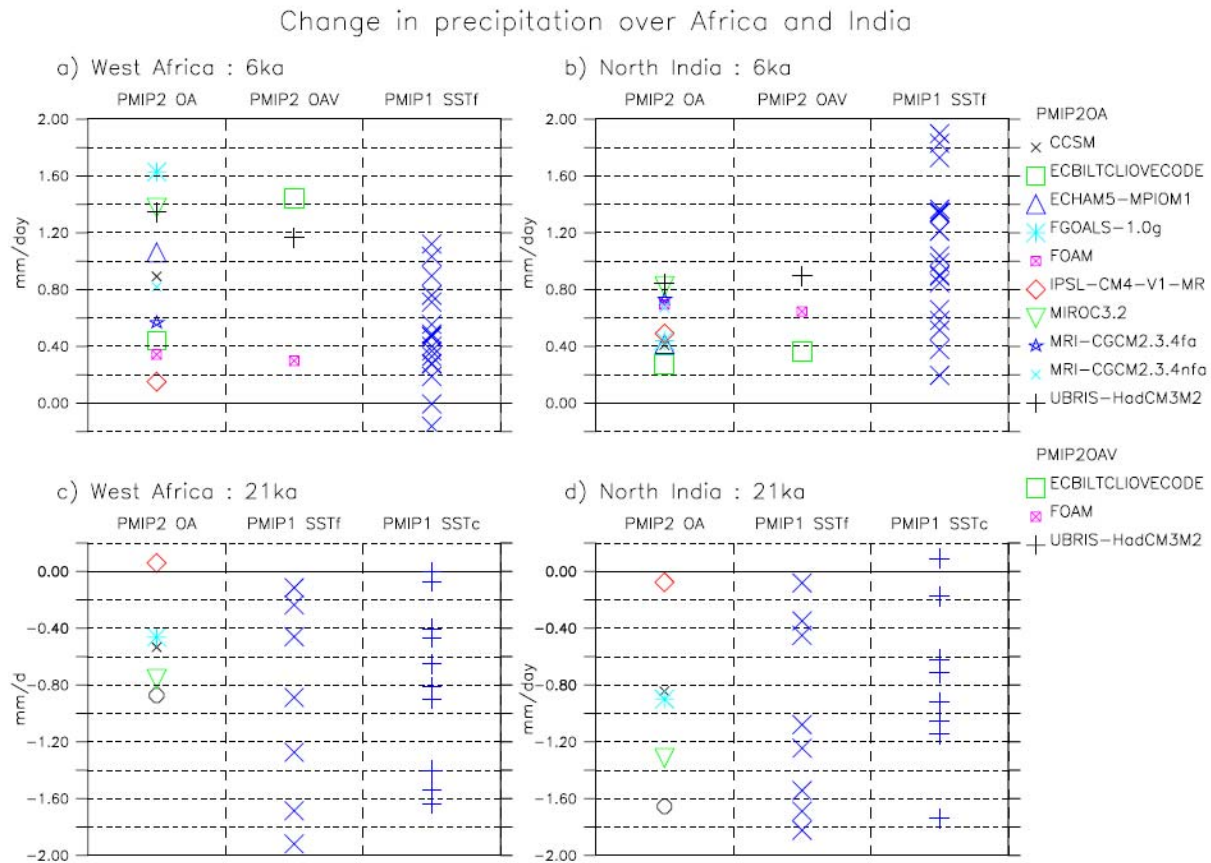 Change in precipitation over Africa and India
a) West Africa : 6ka
PMIP2 OA PMIP2 OAV PMIP1 SSTf
2.00
1.60
1.20
0.80
0.40
0.00
mm/day
b) North India : 6ka
PMIP2 OA PMIP2 OAV PMIP1 SSTf
2.00
1.60
1.20
0.80
0.40
0.00
mm/day
PMIP2OA
CCSM
ECBILTCLIOVECODE
ECHAM5-MPIOM1
FGOALS-1.0g
FOAM
IPSL-CM4-V1-MR
MIROC3.2
MRI-CGCM2.3.4fa
MRI-CGCM2.3.4nfa
UBRIS-HadCM3M2
PMIP2OAV
ECBILTCLIOVECODE
FOAM
UBRIS-HadCM3M2
c) West Africa : 21ka
PMIP2 OA PMIP1 SSTf PMIP1 SSTc
0.00
-0.40
-0.80
-1.20
-1.60
-2.00
mm/d
d) North India : 21ka
PMIP2 OA PMIP1 SSTf PMIP1 SSTc
0.00
-0.40
-0.80
-1.20
-1.60
-2.00
mm/day